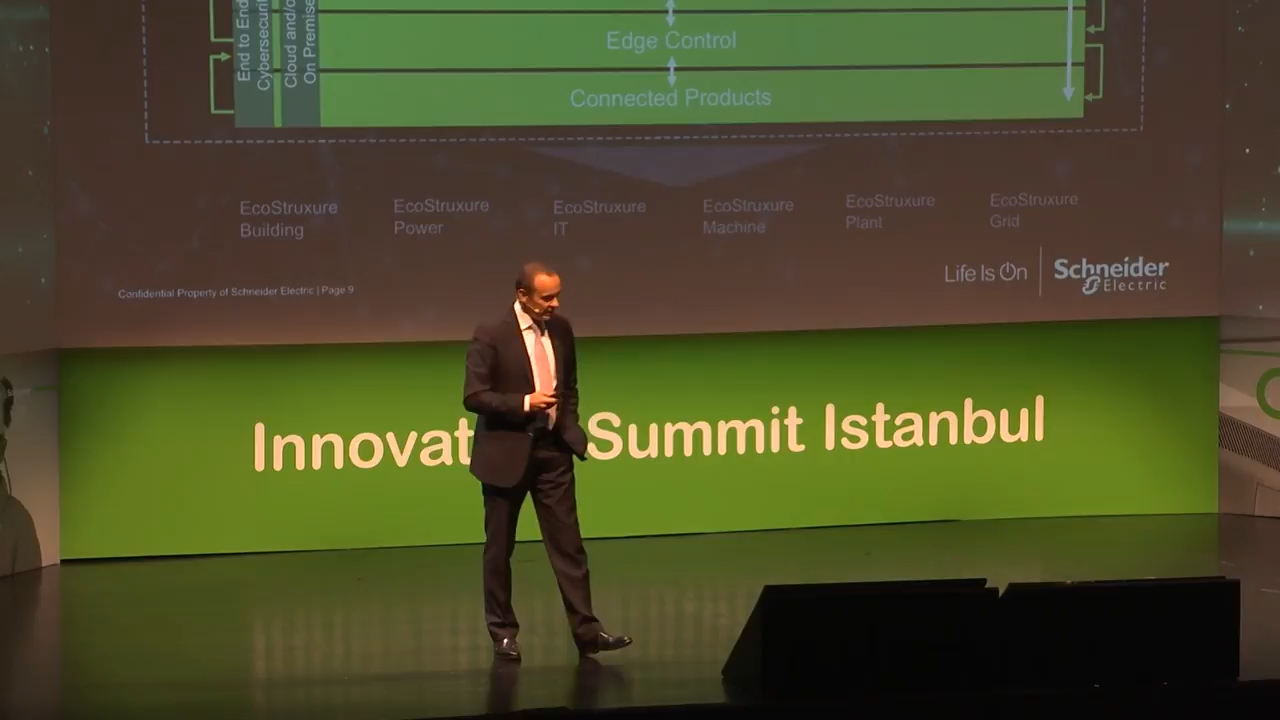 End to End
Cybersecurit
Cloud and/o
On Premise
Edge Control
Connected Products
EcoStruxure
Building
EcoStruxure
Power
EcoStruxure
IT
EcoStruxure
Machine
EcoStruxure
Plant
EcoStruxure
Grid
Life Is On
Schneider
Electric
Confidential Property of Schneider Electric | Page 9
Innovat Summit Istanbul